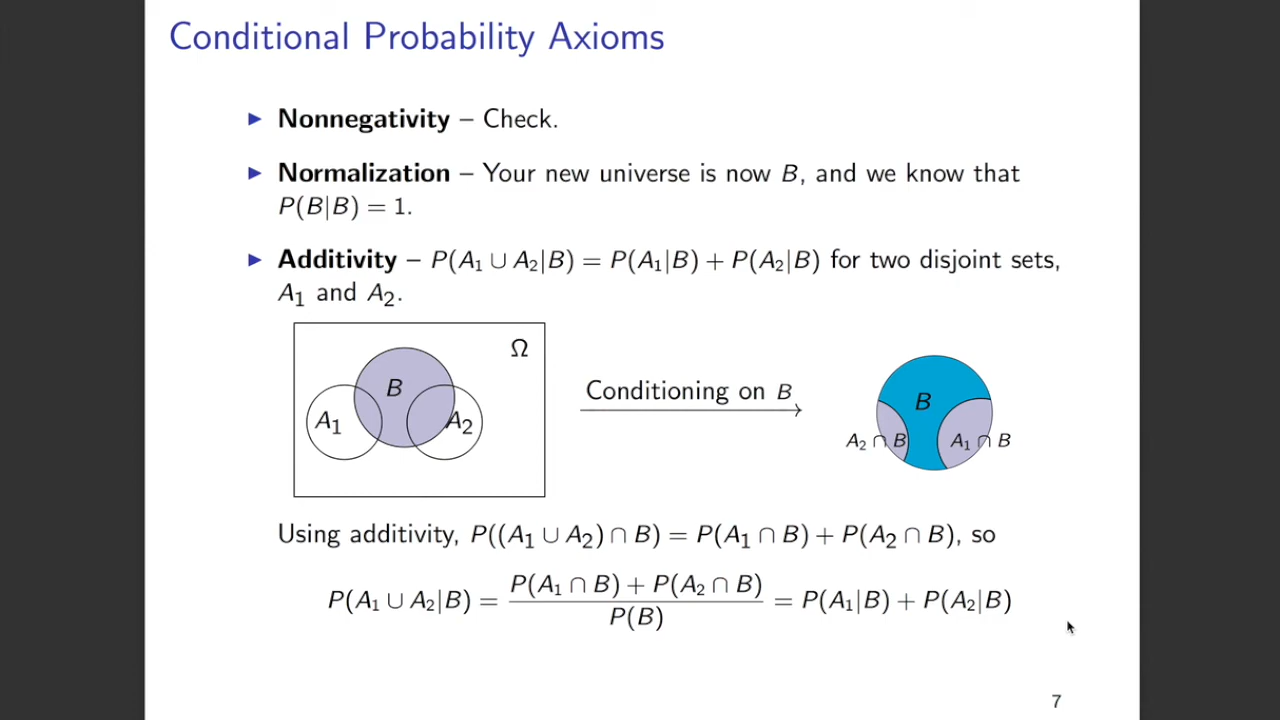 Conditional Probability Axioms
▶ Nonnegativity – Check.
▶ Normalization – Your new universe is now B, and we know that
P(B|B) = 1.
▶ Additivity – P(A₁ ∪ A₂|B) = P(A₁|B) + P(A₂|B) for two disjoint sets,
A₁ and A₂.
Ω
B
A₁
A₂
Conditioning on B
B
A₂ ∩ B
A₁ ∩ B
Using additivity, P((A₁ ∪ A₂) ∩ B) = P(A₁ ∩ B) + P(A₂ ∩ B), so
P(A₁ ∪ A₂|B) = P(A₁ ∩ B) + P(A₂ ∩ B) / P(B) = P(A₁|B) + P(A₂|B)
7